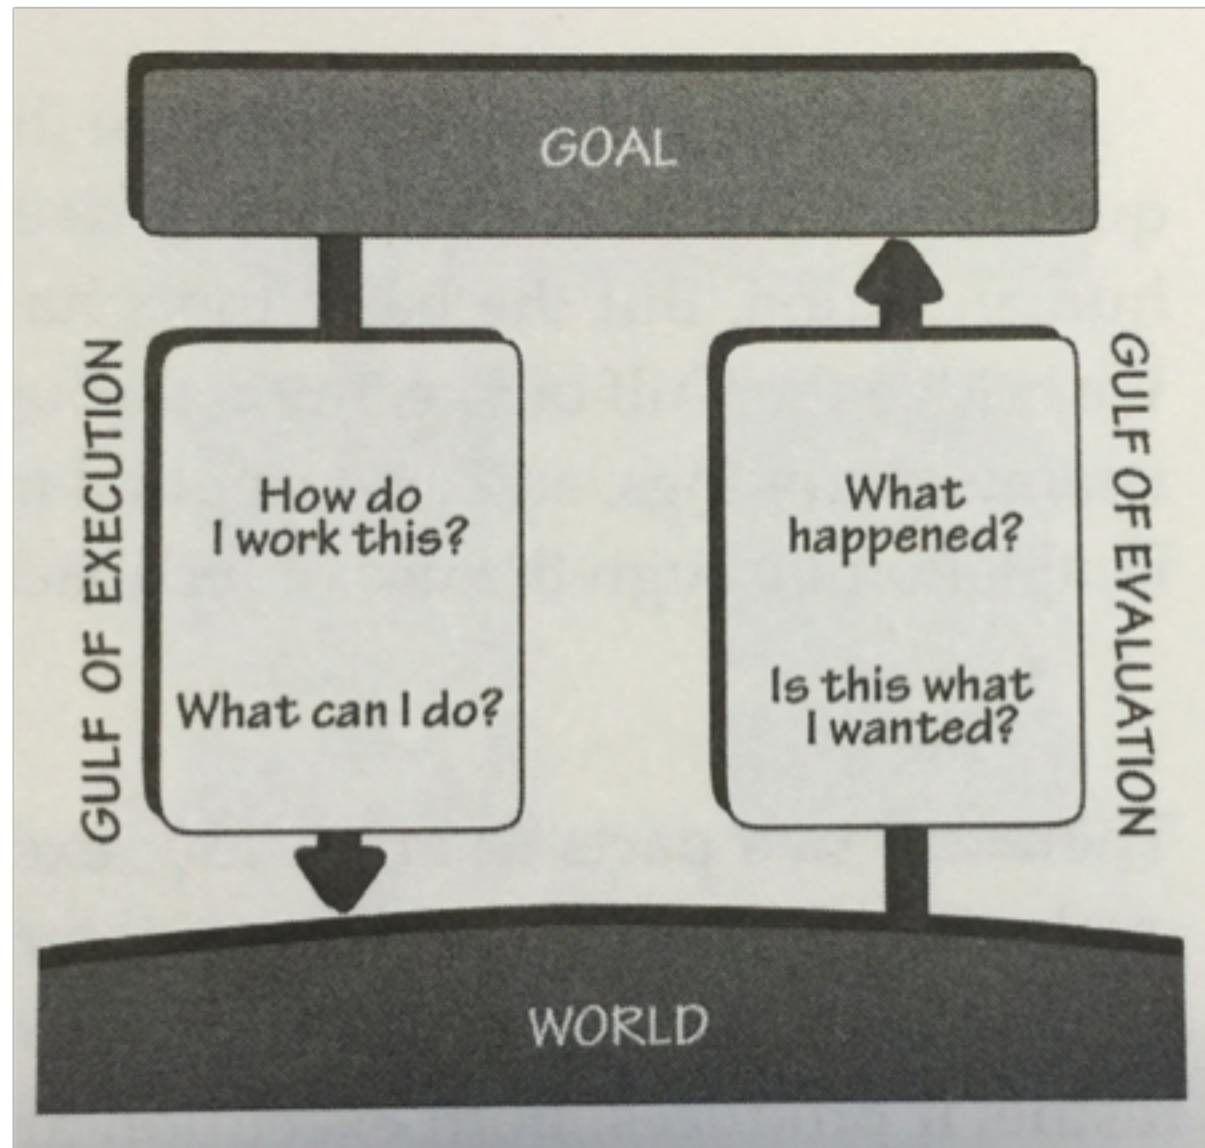 GOAL
GULF OF EXECUTION
How do
I work this?
What can I do?
What
happened?
Is this what
I wanted?
GULF OF EVALUATION
WORLD